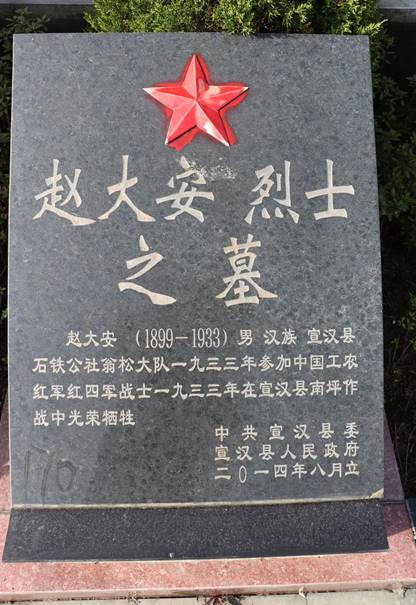 赵大安 烈士
之墓
赵大安 (1899－1933) 男 汉族 宣汉县
石铁公社翁松大队一九三三年参加中国工农
红军红四军战士一九三三年在宣汉县南坪作
战中光荣牺牲
中共宣汉县委
宣汉县人民政府
二0一四年八月立
170